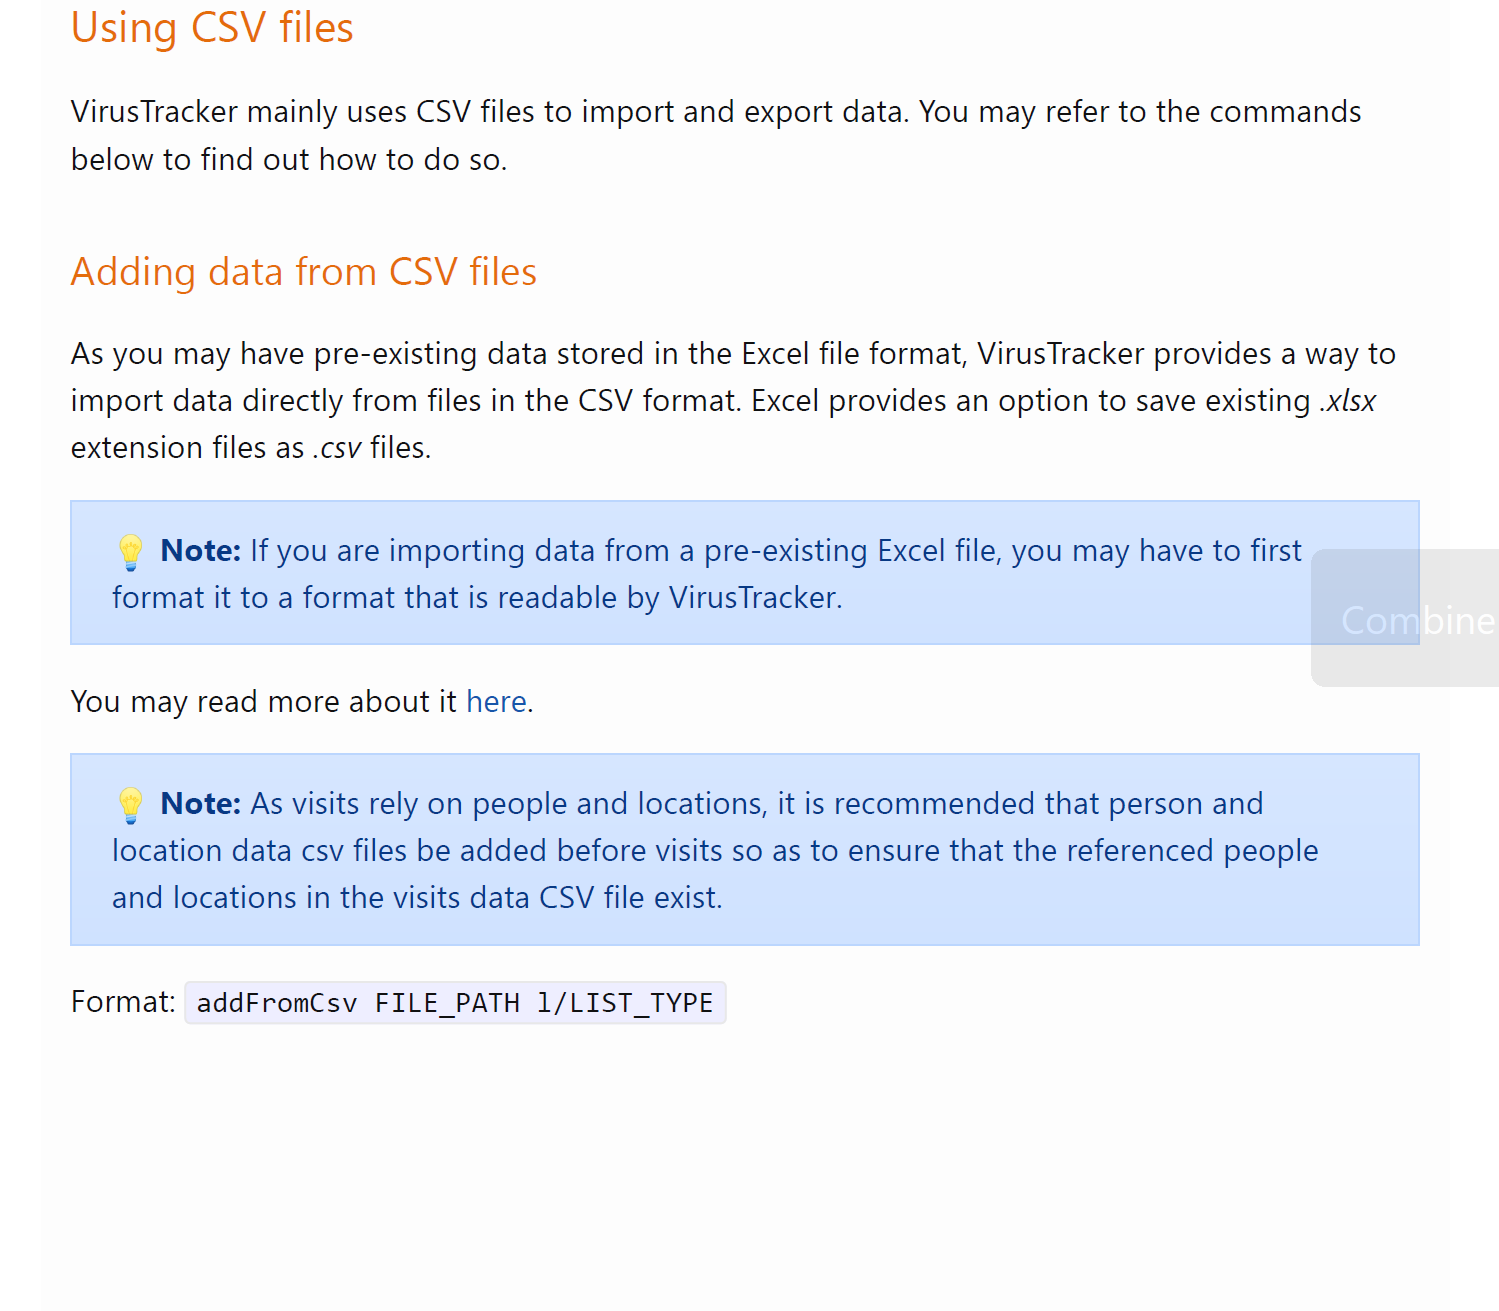 Using CSV files
VirusTracker mainly uses CSV files to import and export data. You may refer to the commands
below to find out how to do so.
Adding data from CSV files
As you may have pre-existing data stored in the Excel file format, VirusTracker provides a way to
import data directly from files in the CSV format. Excel provides an option to save existing .xlsx
extension files as .csv files.
💡 Note: If you are importing data from a pre-existing Excel file, you may have to first
format it to a format that is readable by VirusTracker.
Combine
You may read more about it here.
💡 Note: As visits rely on people and locations, it is recommended that person and
location data csv files be added before visits so as to ensure that the referenced people
and locations in the visits data CSV file exist.
Format: addFromCsv FILE_PATH l/LIST_TYPE